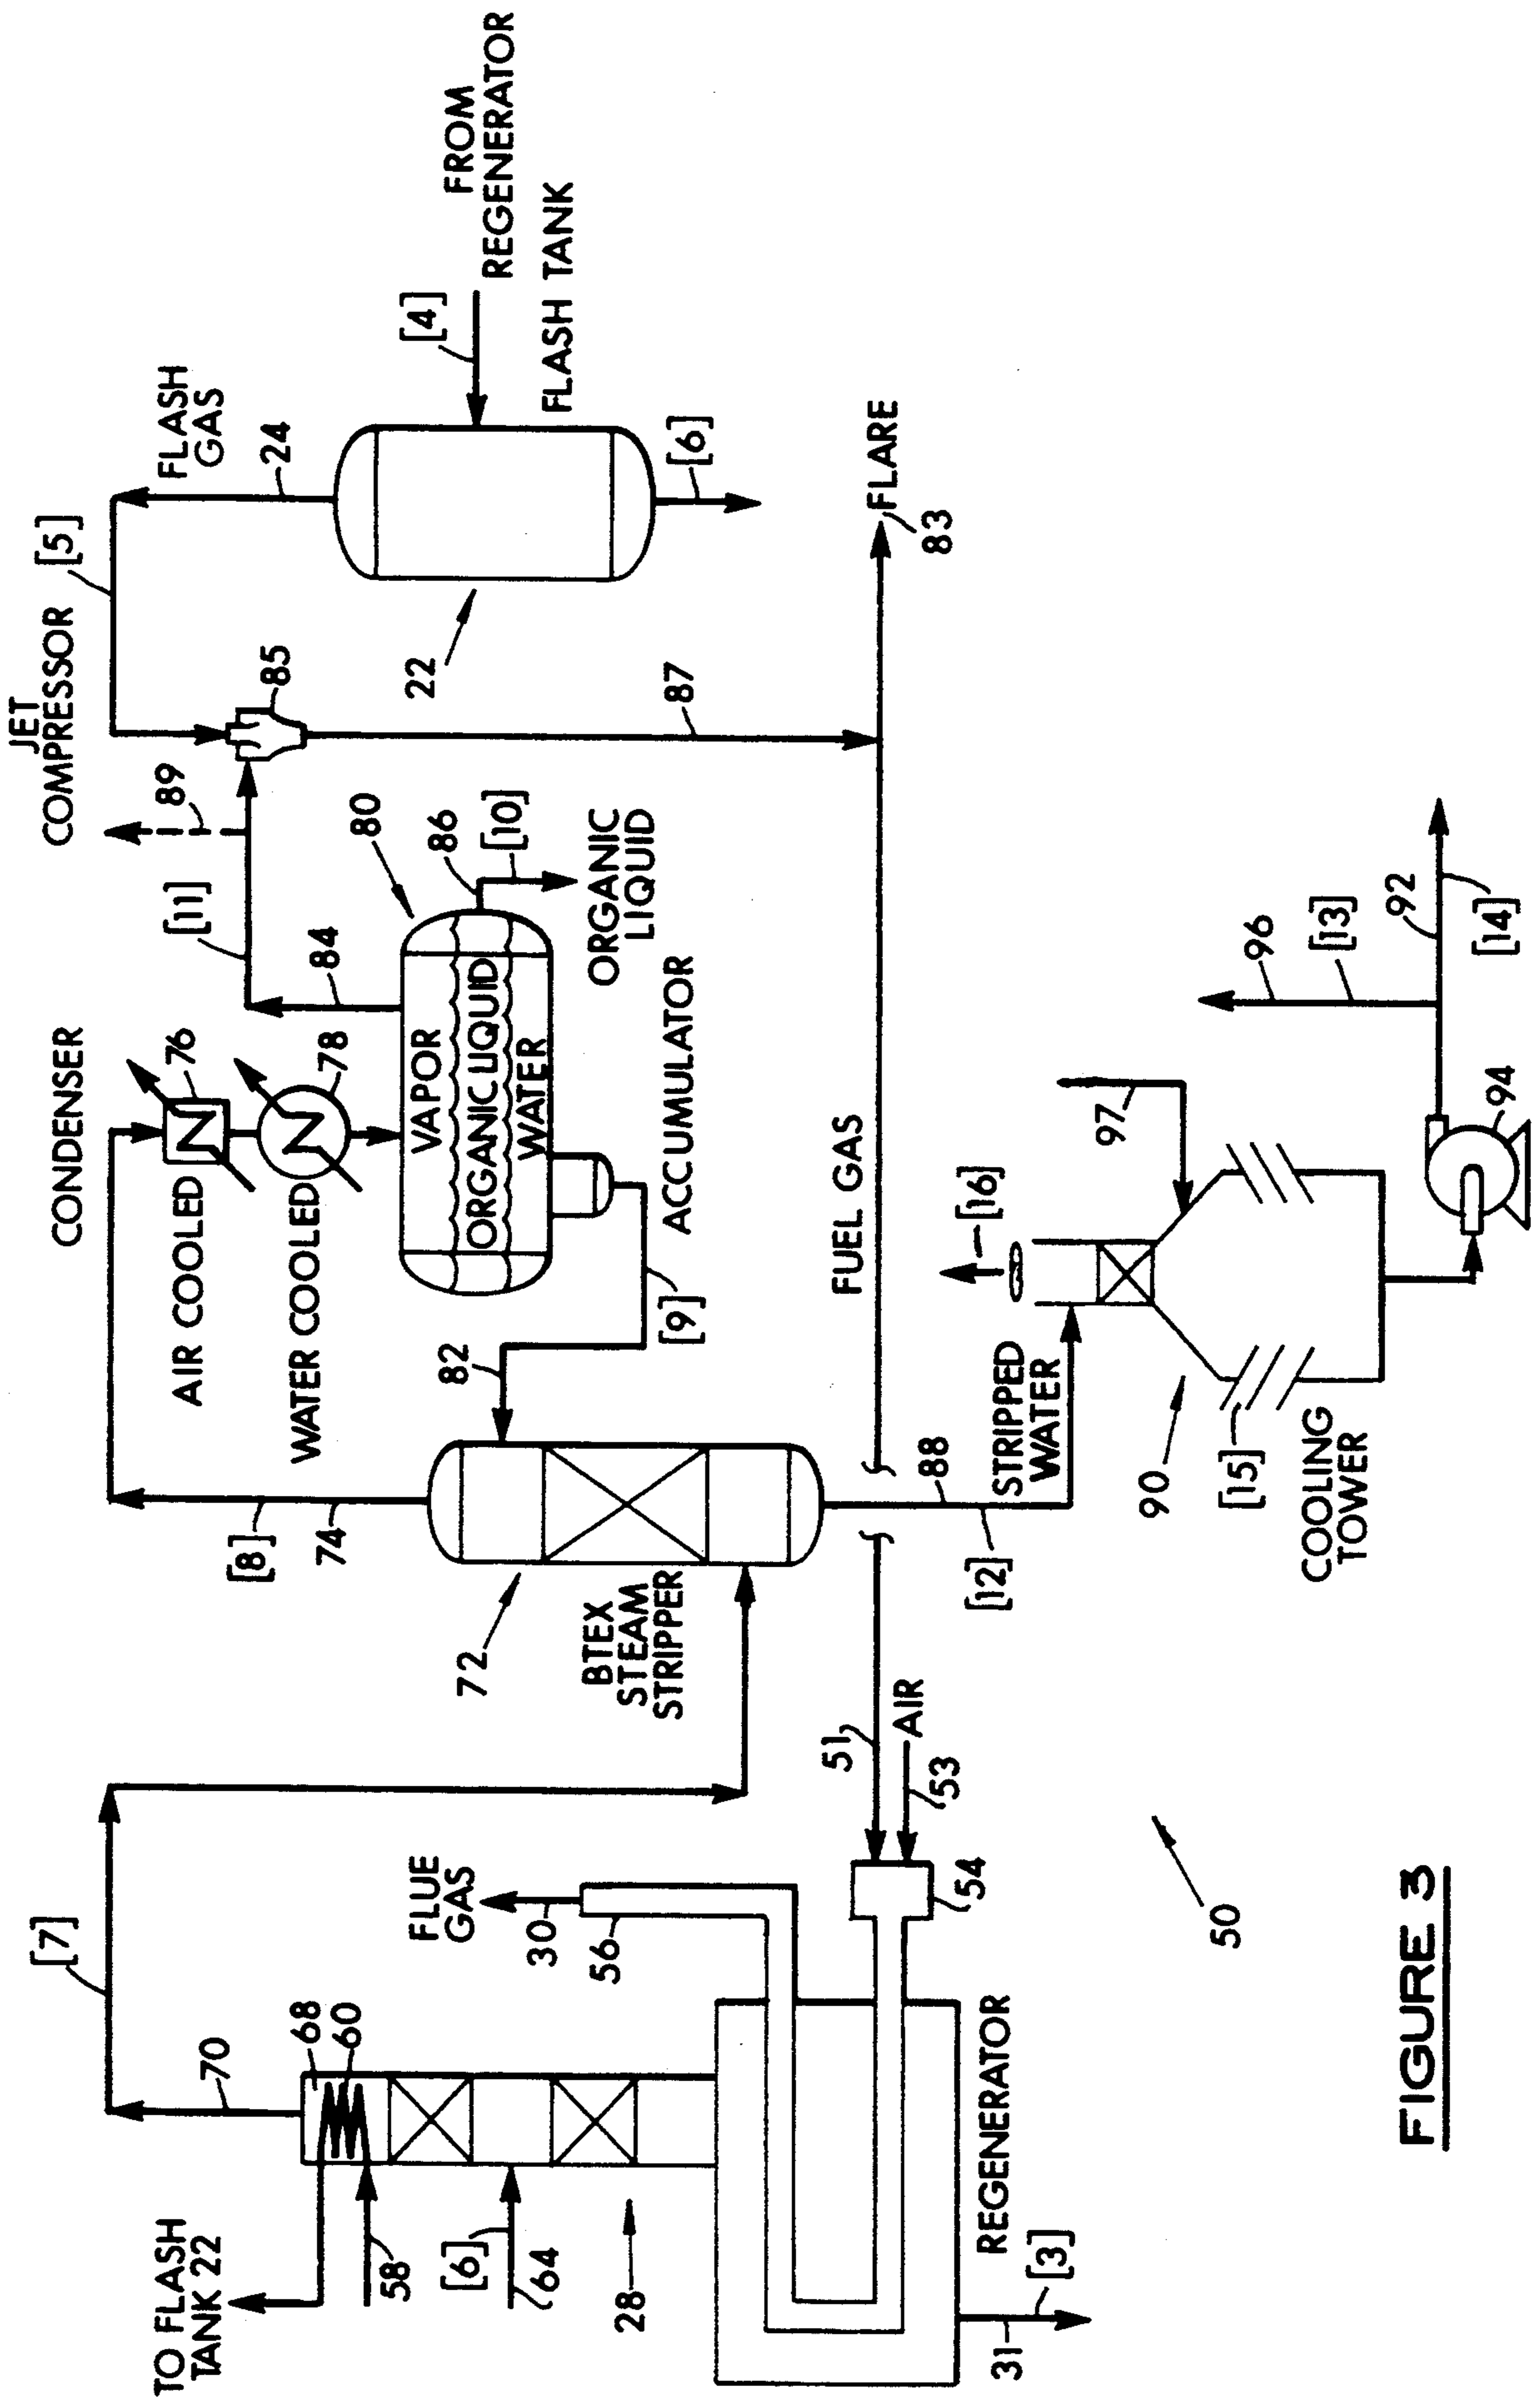 TO FLASH
TANK 22
58
[6]
64
28
31
[3]
REGENERATOR
70
68
60
[7]
FLUE
GAS
30
56
54
51
AIR
53
50
72
BTEX
STEAM
STRIPPER
[8]
74
82
[9]
CONDENSER
AIR COOLED
76
WATER COOLED
78
VAPOR
ORGANIC LIQUID
WATER
ACCUMULATOR
80
84
[11]
86
[10]
ORGANIC
LIQUID
89
JET
COMPRESSOR
85
87
[5]
FLASH
GAS
24
22
[4]
FROM
REGENERATOR
FLASH TANK
[6]
FUEL GAS
FLARE
83
88
[12]
STRIPPED
WATER
90
[15]
COOLING
TOWER
[16]
97
94
96
[13]
92
[14]
FIGURE 3